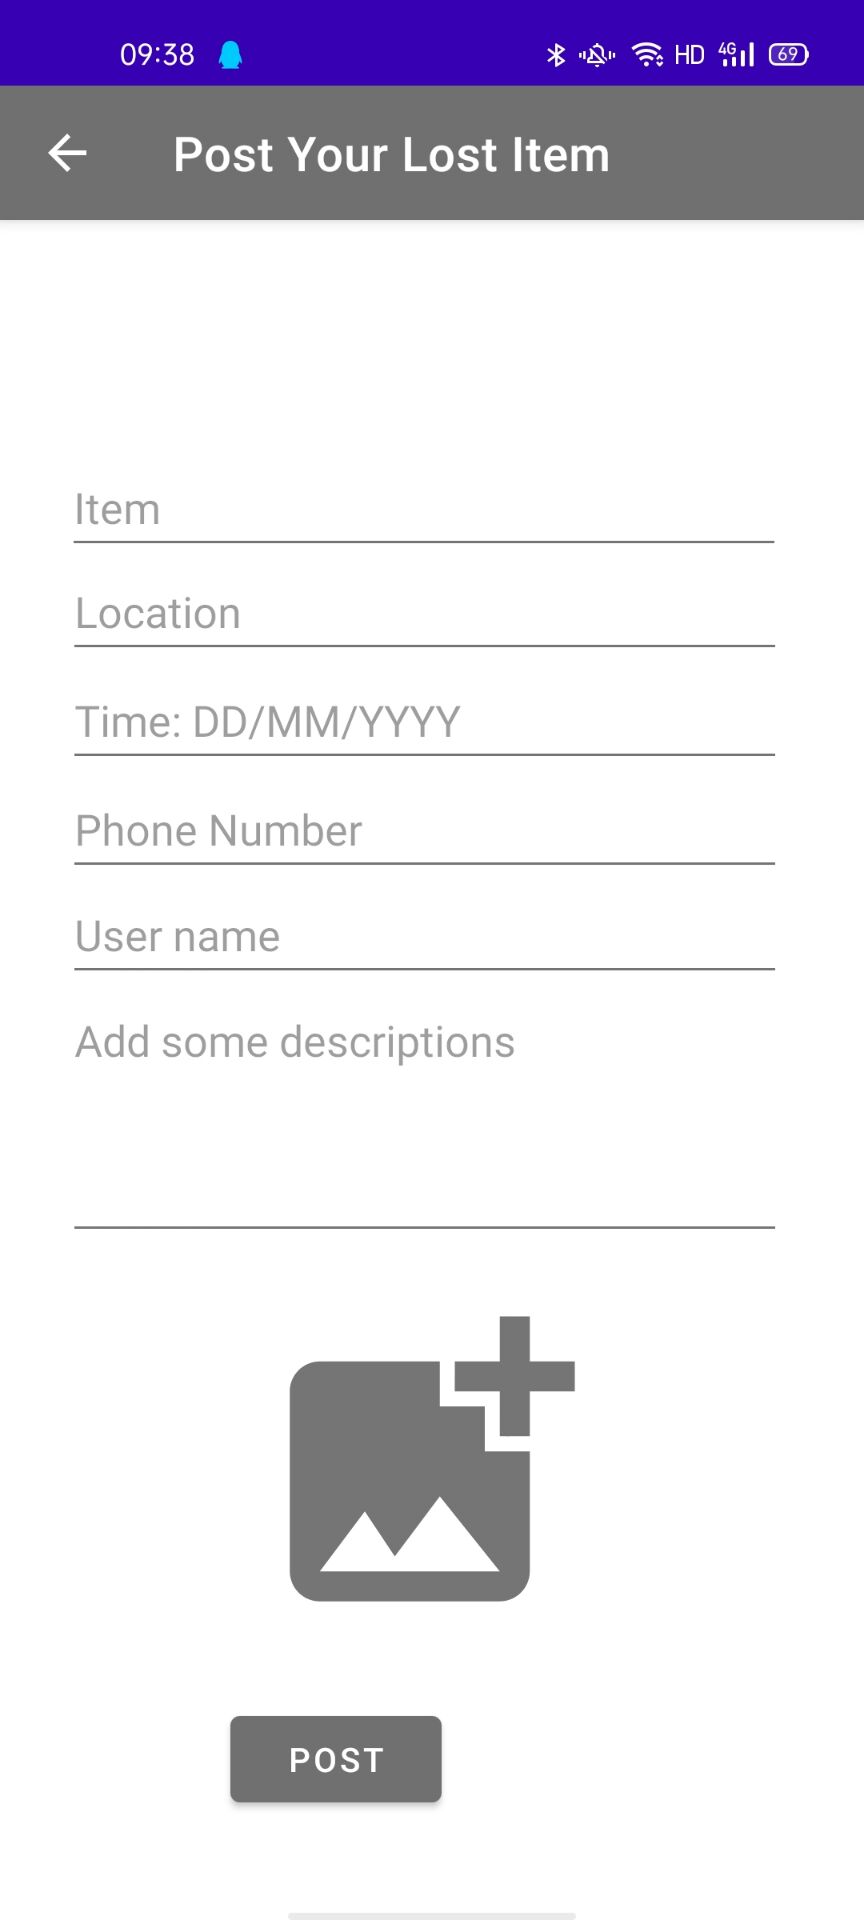 09:38 HD 4G 69
Post Your Lost Item
Item
Location
Time: DD/MM/YYYY
Phone Number
User name
Add some descriptions
POST